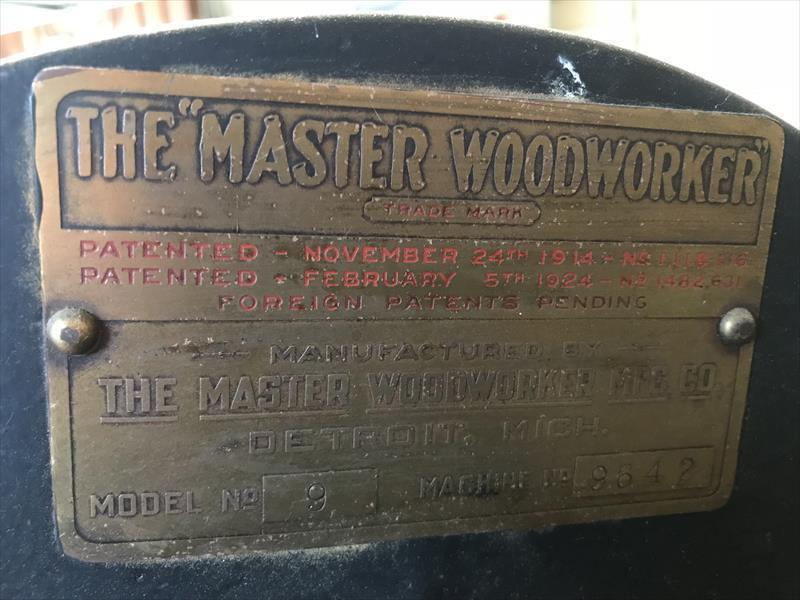 THE "MASTER WOODWORKER"
TRADE MARK
PATENTED - NOVEMBER 24TH 1914 - No
PATENTED - FEBRUARY 5TH 1924 - No 1482,631
FOREIGN PATENTS PENDING
MANUFACTURED BY
THE MASTER WOODWORKER MFG. CO.
DETROIT, MICH.
MODEL No 9 MACHINE No 9642